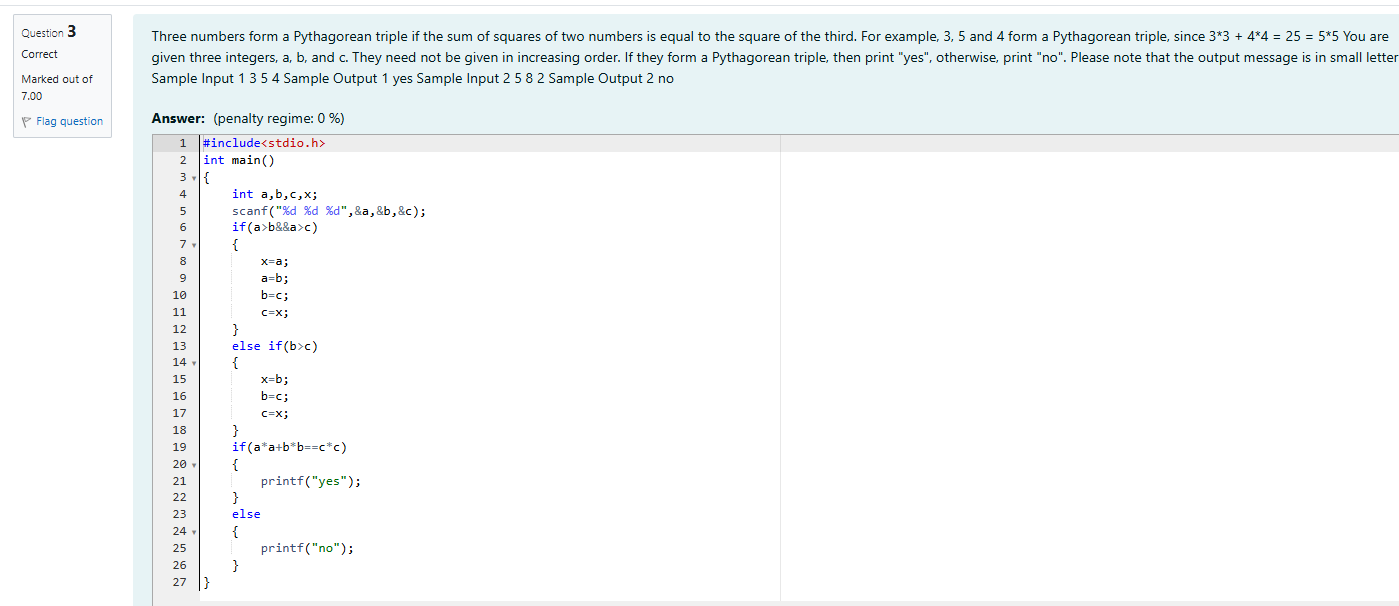 Question 3
Correct
Marked out of
7.00
Flag question
Three numbers form a Pythagorean triple if the sum of squares of two numbers is equal to the square of the third. For example, 3, 5 and 4 form a Pythagorean triple, since 3*3 + 4*4 = 25 = 5*5 You are
given three integers, a, b, and c. They need not be given in increasing order. If they form a Pythagorean triple, then print "yes", otherwise, print "no". Please note that the output message is in small letter
Sample Input 1 3 5 4 Sample Output 1 yes Sample Input 2 5 8 2 Sample Output 2 no
Answer: (penalty regime: 0 %)
1 #include<stdio.h>
2 int main()
3 {
4 int a,b,c,x;
5 scanf("%d %d %d",&a,&b,&c);
6 if(a>b&&a>c)
7 {
8 x=a;
9 a=b;
10 b=c;
11 c=x;
12 }
13 else if(b>c)
14 {
15 x=b;
16 b=c;
17 c=x;
18 }
19 if(a*a+b*b==c*c)
20 {
21 printf("yes");
22 }
23 else
24 {
25 printf("no");
26 }
27 }